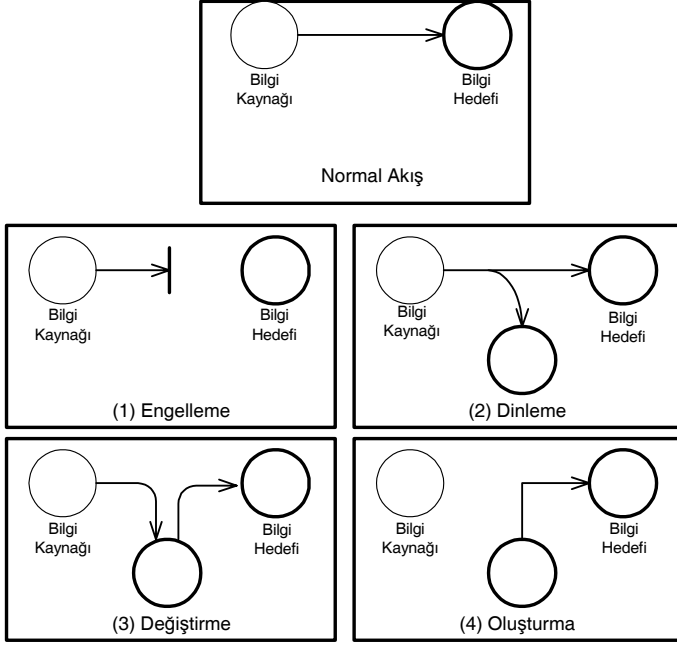 Bilgi
Kaynağı
Bilgi
Hedefi
Normal Akış
Bilgi
Kaynağı
Bilgi
Hedefi
(1) Engelleme
Bilgi
Kaynağı
Bilgi
Hedefi
(2) Dinleme
Bilgi
Kaynağı
Bilgi
Hedefi
(3) Değiştirme
Bilgi
Kaynağı
Bilgi
Hedefi
(4) Oluşturma